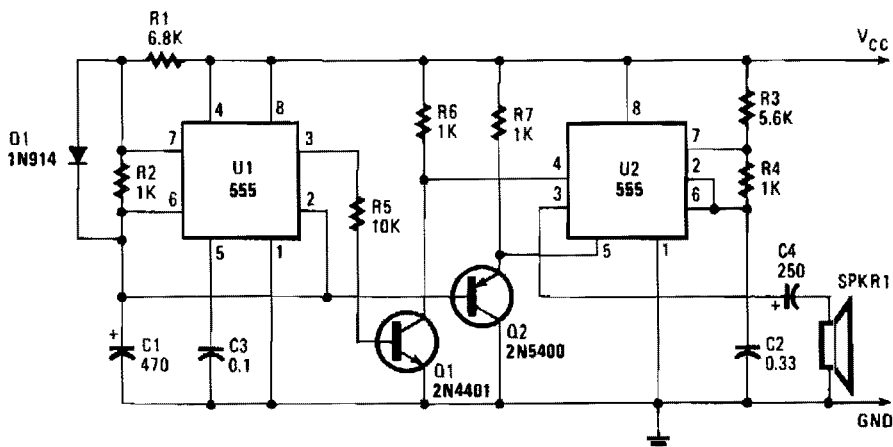 R1
6.8K
V_CC
4
8
7
3
6
2
5
1
U1
555
D1
1N914
R2
1K
R5
10K
R6
1K
R7
1K
8
4
3
7
2
6
5
1
U2
555
R3
5.6K
R4
1K
C4
250
+
SPKR1
+
C1
470
C3
0.1
Q1
2N4401
Q2
2N5400
C2
0.33
GND